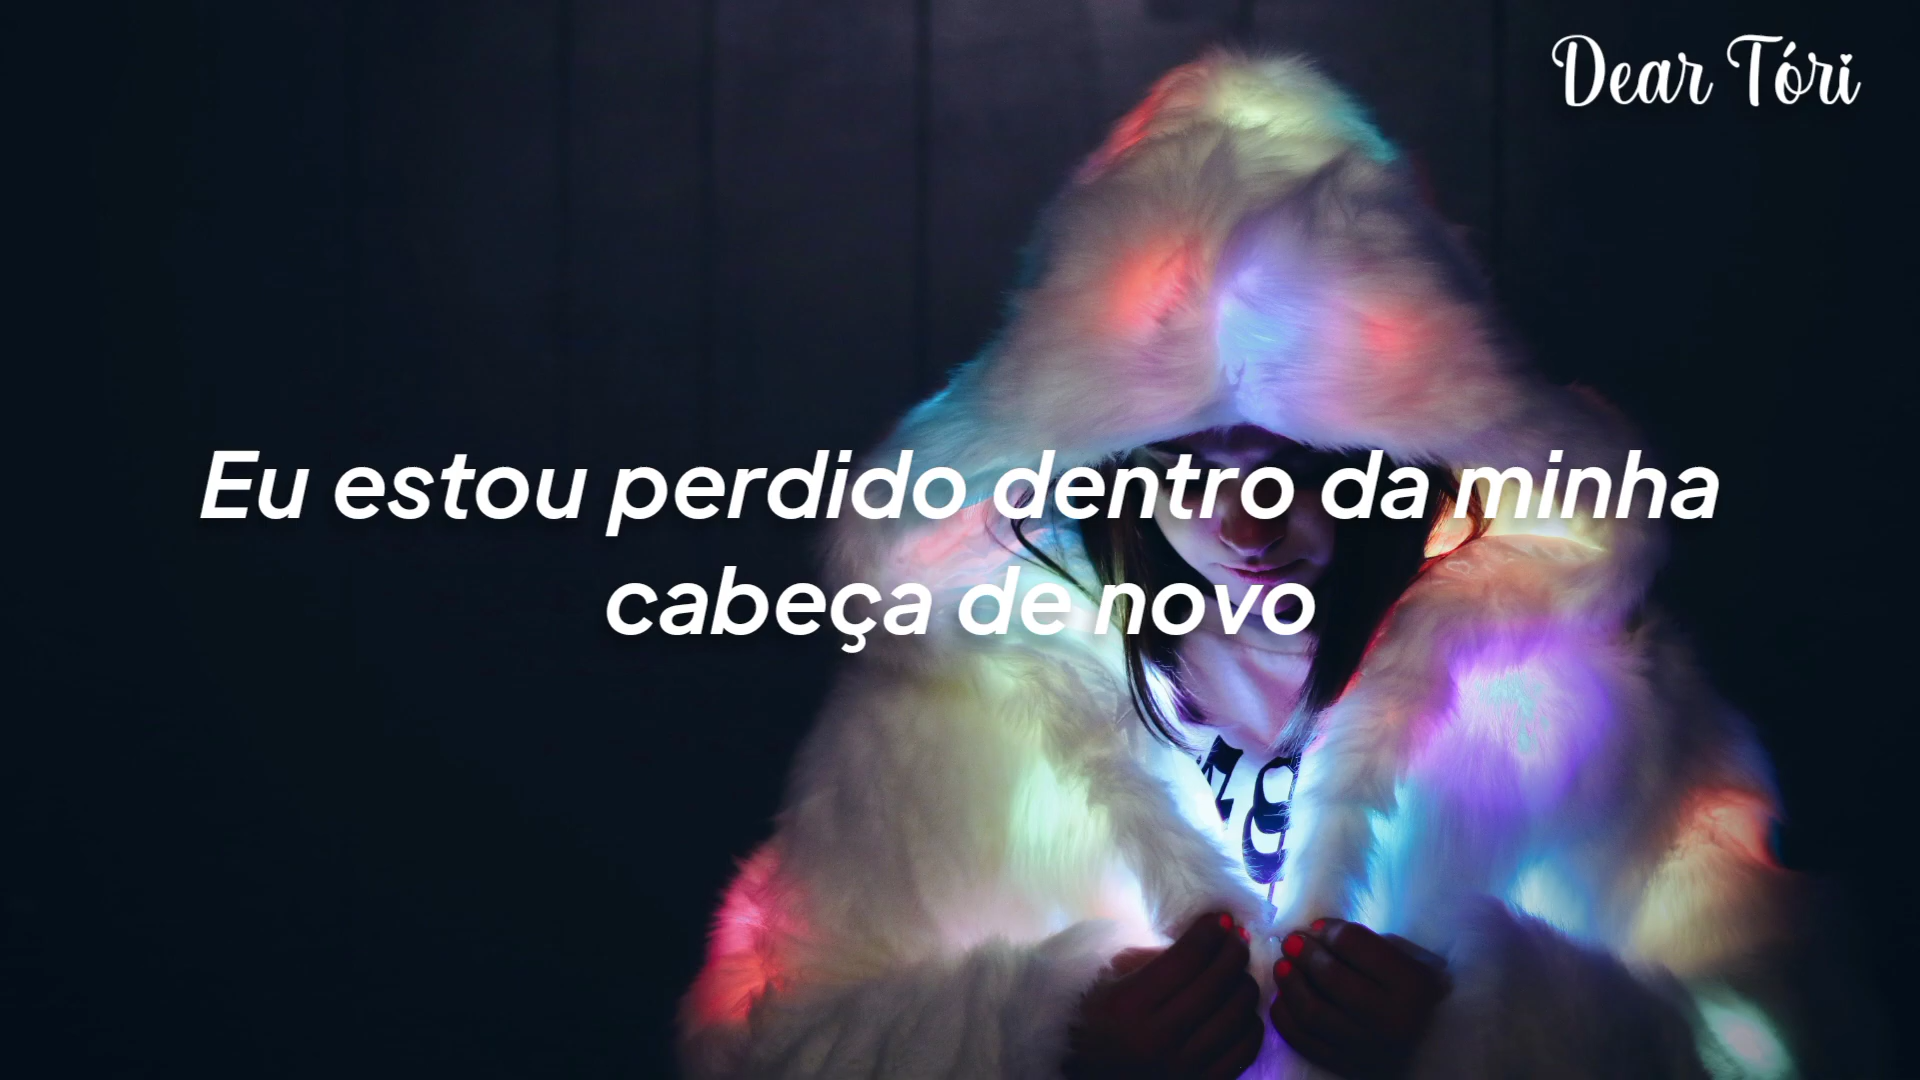 Dear Tóri
Eu estou perdido dentro da minha
cabeça de novo